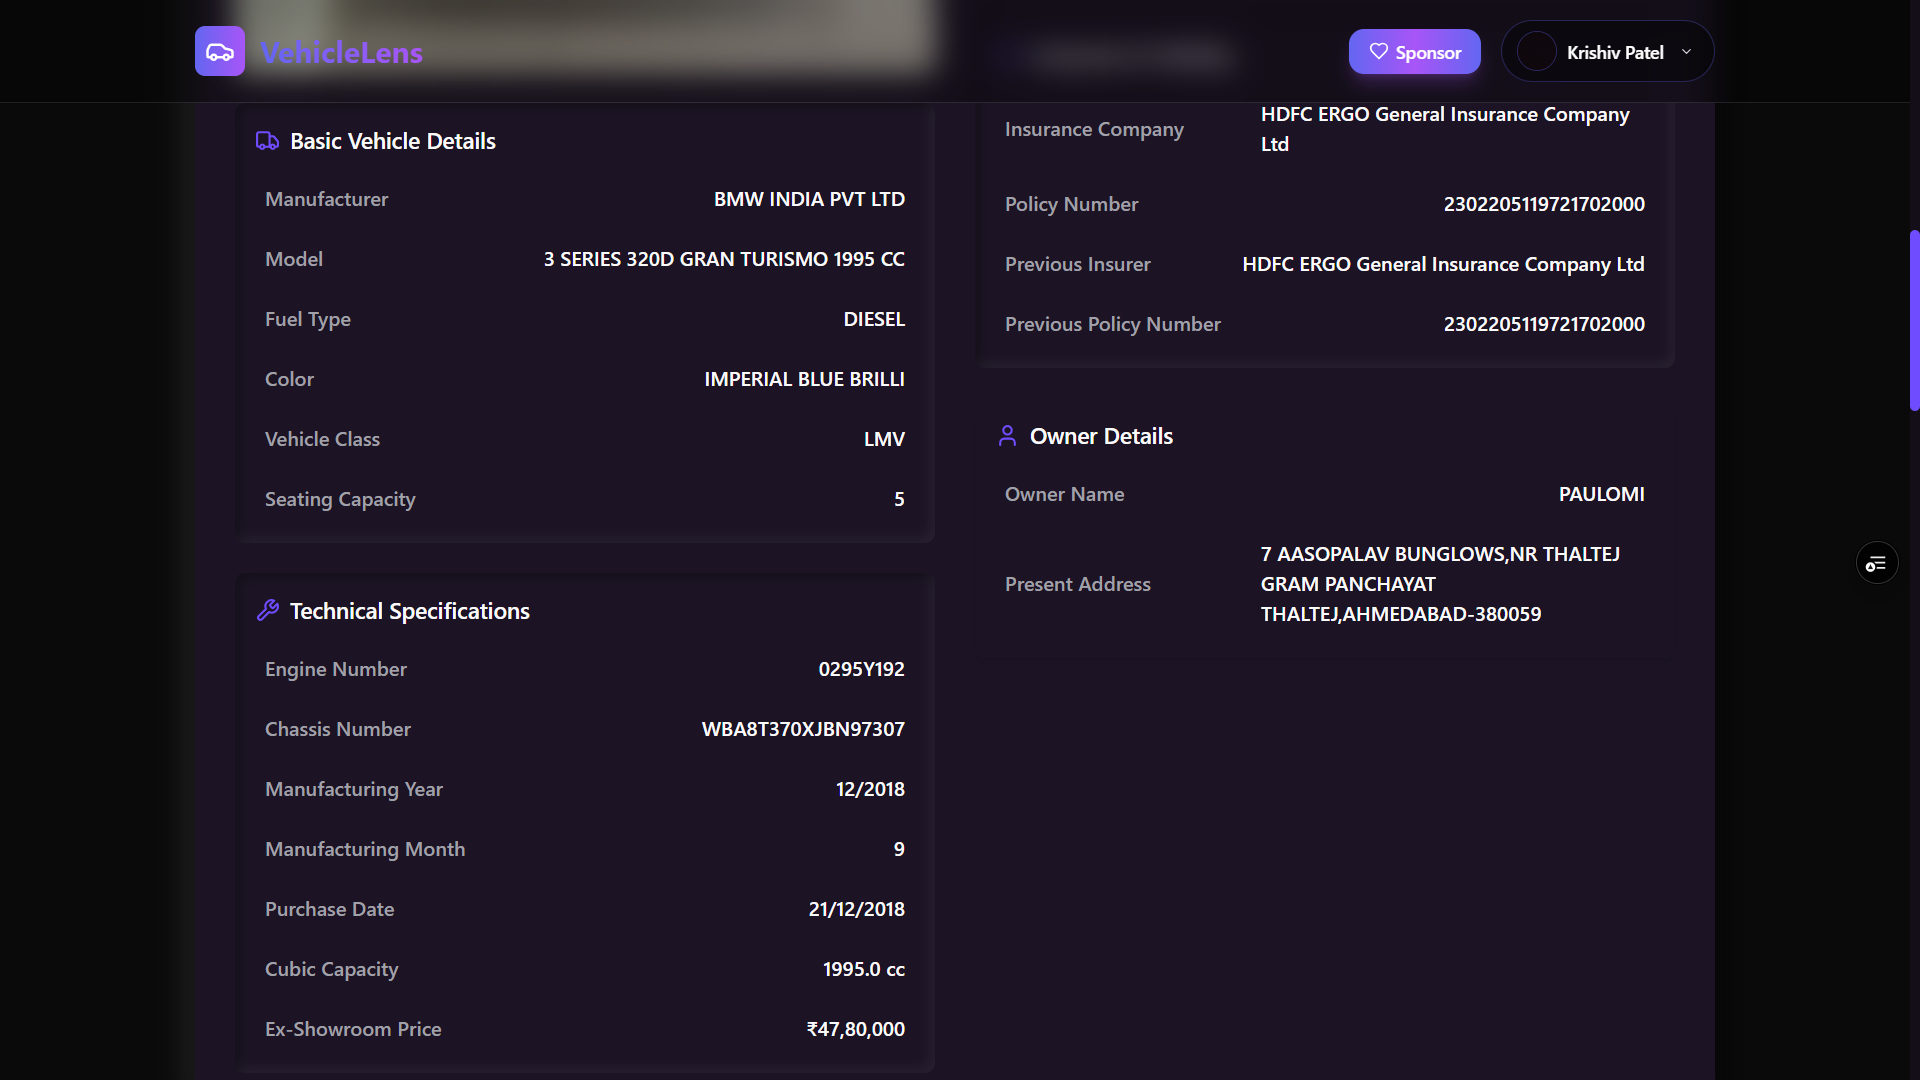 VehicleLens
Sponsor
Krishiv Patel
Basic Vehicle Details
Manufacturer BMW INDIA PVT LTD
Model 3 SERIES 320D GRAN TURISMO 1995 CC
Fuel Type DIESEL
Color IMPERIAL BLUE BRILLI
Vehicle Class LMV
Seating Capacity 5
Technical Specifications
Engine Number 0295Y192
Chassis Number WBA8T370XJBN97307
Manufacturing Year 12/2018
Manufacturing Month 9
Purchase Date 21/12/2018
Cubic Capacity 1995.0 cc
Ex-Showroom Price ₹47,80,000
Insurance Company HDFC ERGO General Insurance Company
Ltd
Policy Number 2302205119721702000
Previous Insurer HDFC ERGO General Insurance Company Ltd
Previous Policy Number 2302205119721702000
Owner Details
Owner Name PAULOMI
Present Address 7 AASOPALAV BUNGLOWS,NR THALTEJ
GRAM PANCHAYAT
THALTEJ,AHMEDABAD-380059